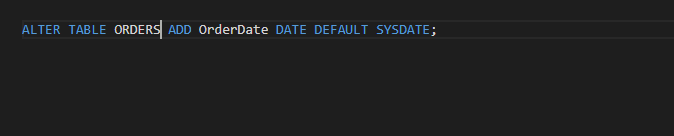 ALTER TABLE ORDERS ADD OrderDate DATE DEFAULT SYSDATE;